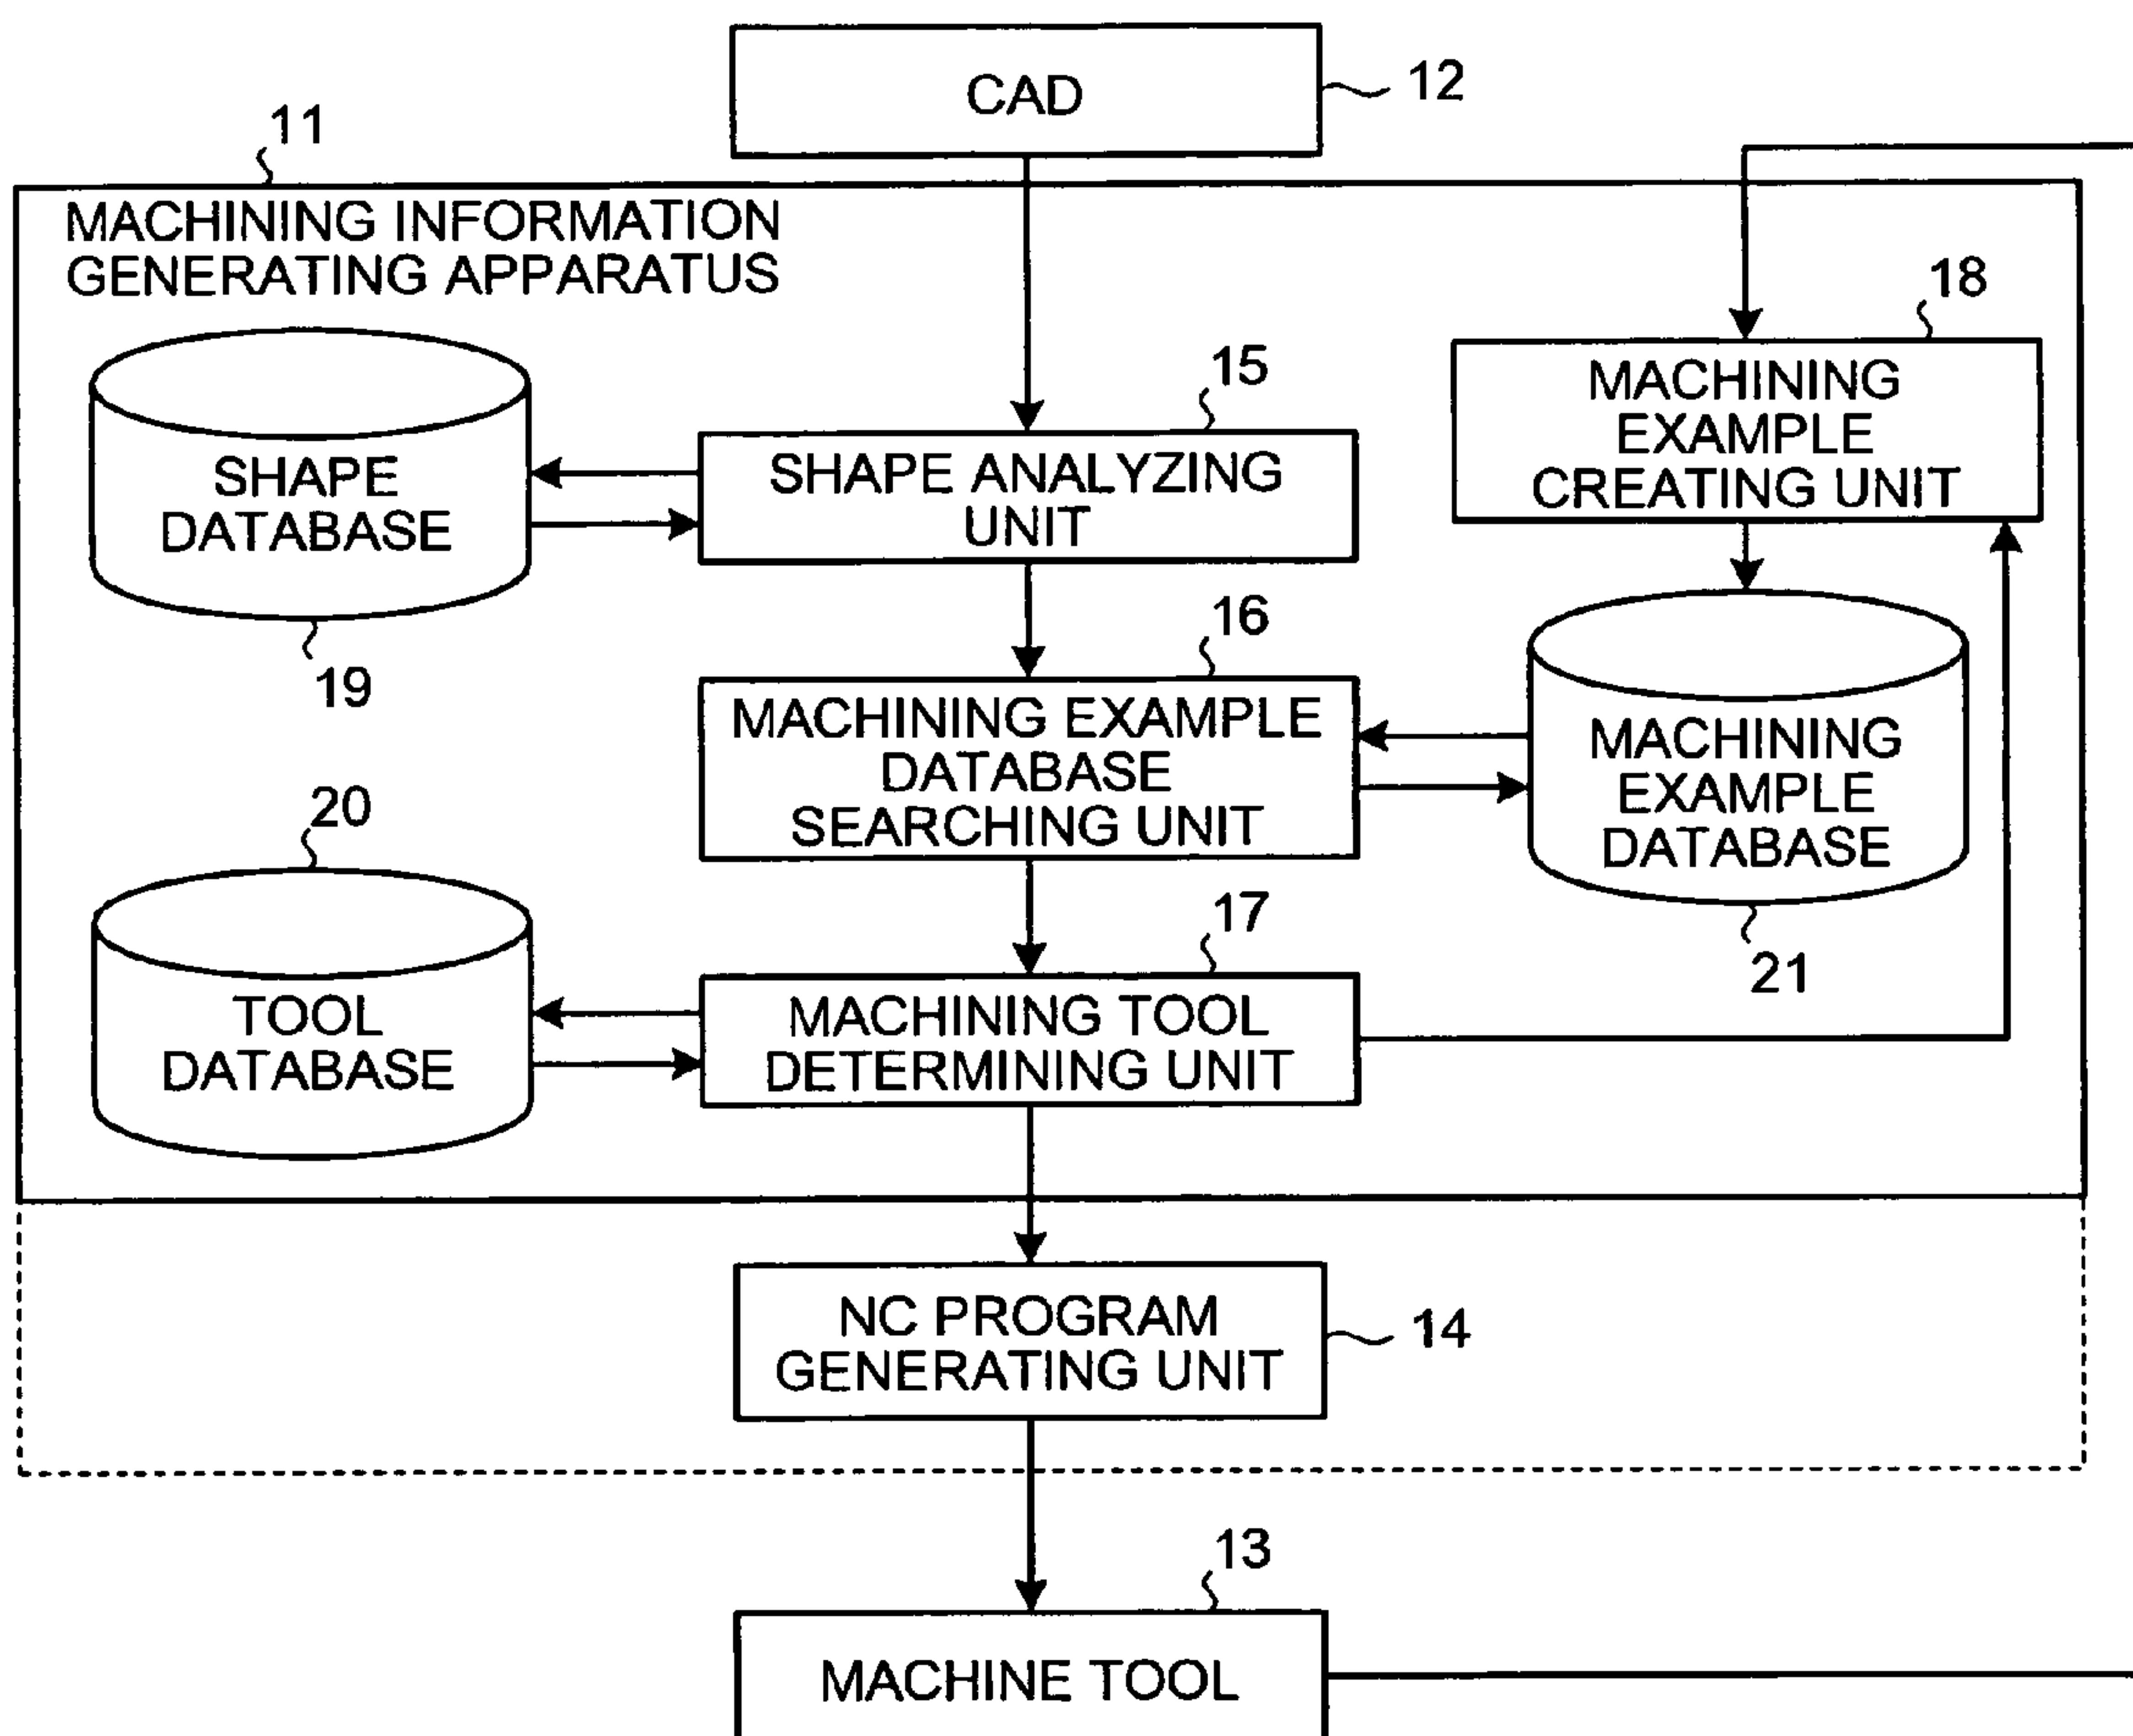 CAD
12
11
MACHINING INFORMATION
GENERATING APPARATUS
18
MACHINING
EXAMPLE
CREATING UNIT
15
SHAPE ANALYZING
UNIT
SHAPE
DATABASE
19
16
MACHINING EXAMPLE
DATABASE
SEARCHING UNIT
MACHINING
EXAMPLE
DATABASE
21
20
TOOL
DATABASE
17
MACHINING TOOL
DETERMINING UNIT
NC PROGRAM
GENERATING UNIT
14
13
MACHINE TOOL